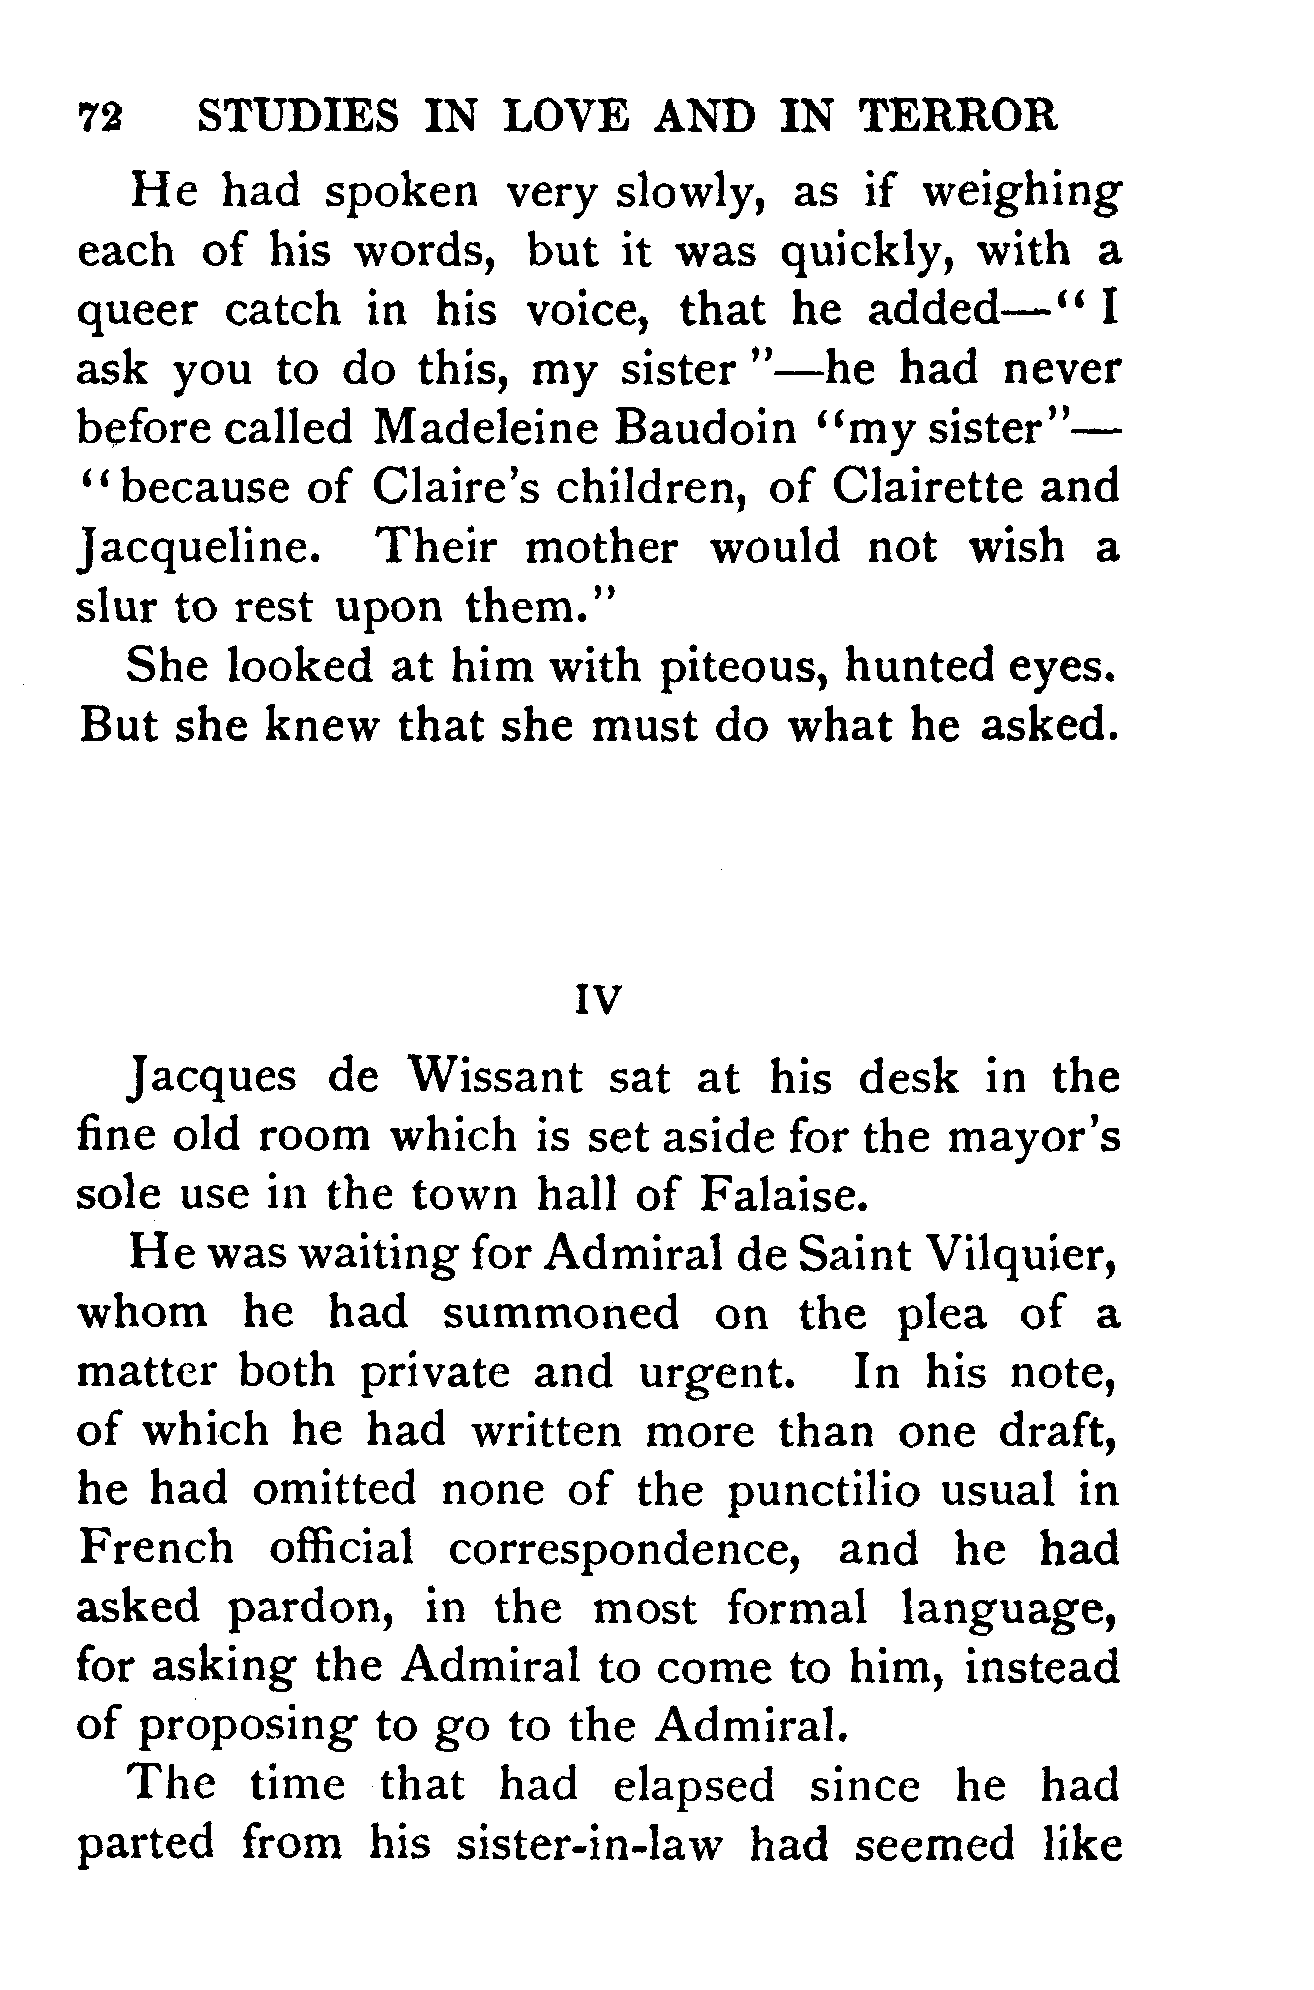 72 STUDIES IN LOVE AND IN TERROR
He had spoken very slowly, as if weighing
each of his words, but it was quickly, with a
queer catch in his voice, that he added—“ I
ask you to do this, my sister ”—he had never
before called Madeleine Baudoin “my sister”—
“ because of Claire’s children, of Clairette and
Jacqueline. Their mother would not wish a
slur to rest upon them.”
She looked at him with piteous, hunted eyes.
But she knew that she must do what he asked.
IV
Jacques de Wissant sat at his desk in the
fine old room which is set aside for the mayor’s
sole use in the town hall of Falaise.
He was waiting for Admiral de Saint Vilquier,
whom he had summoned on the plea of a
matter both private and urgent. In his note,
of which he had written more than one draft,
he had omitted none of the punctilio usual in
French official correspondence, and he had
asked pardon, in the most formal language,
for asking the Admiral to come to him, instead
of proposing to go to the Admiral.
The time that had elapsed since he had
parted from his sister-in-law had seemed like